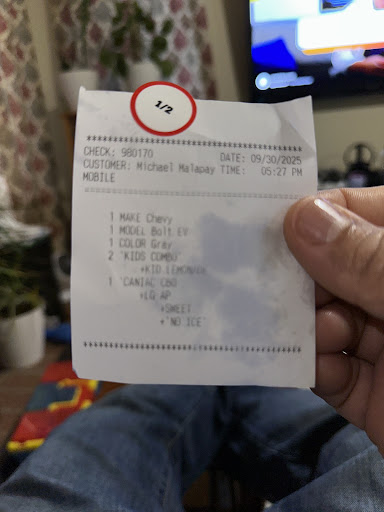 1/2
CHECK: 980170 DATE: 09/30/2025
CUSTOMER: Michael Malapay TIME: 05:27 PM
MOBILE
1 MAKE Chevy
1 MODEL Bolt EV
1 COLOR Gray
2 *KIDS COMBO*
+KID LEMONADE
1 *CANIAC CBO
+LG AP
+SWEET
+*NO ICE*